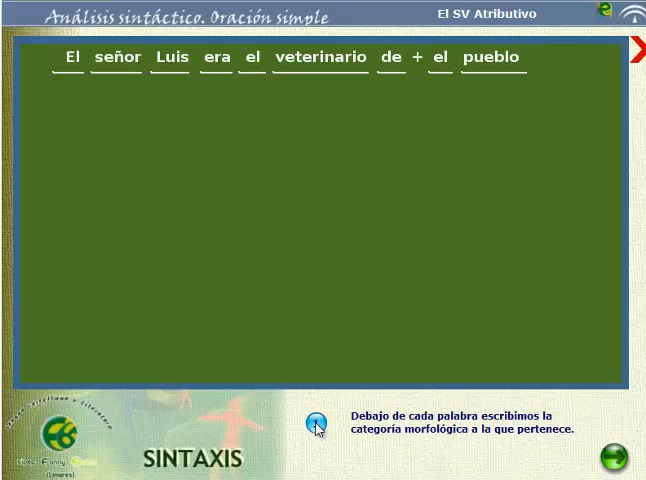 Análisis sintáctico. Oración simple
El SV Atributivo
El señor Luis era el veterinario de + el pueblo
Debajo de cada palabra escribimos la
categoría morfológica a la que pertenece.
SINTAXIS
(Linares)